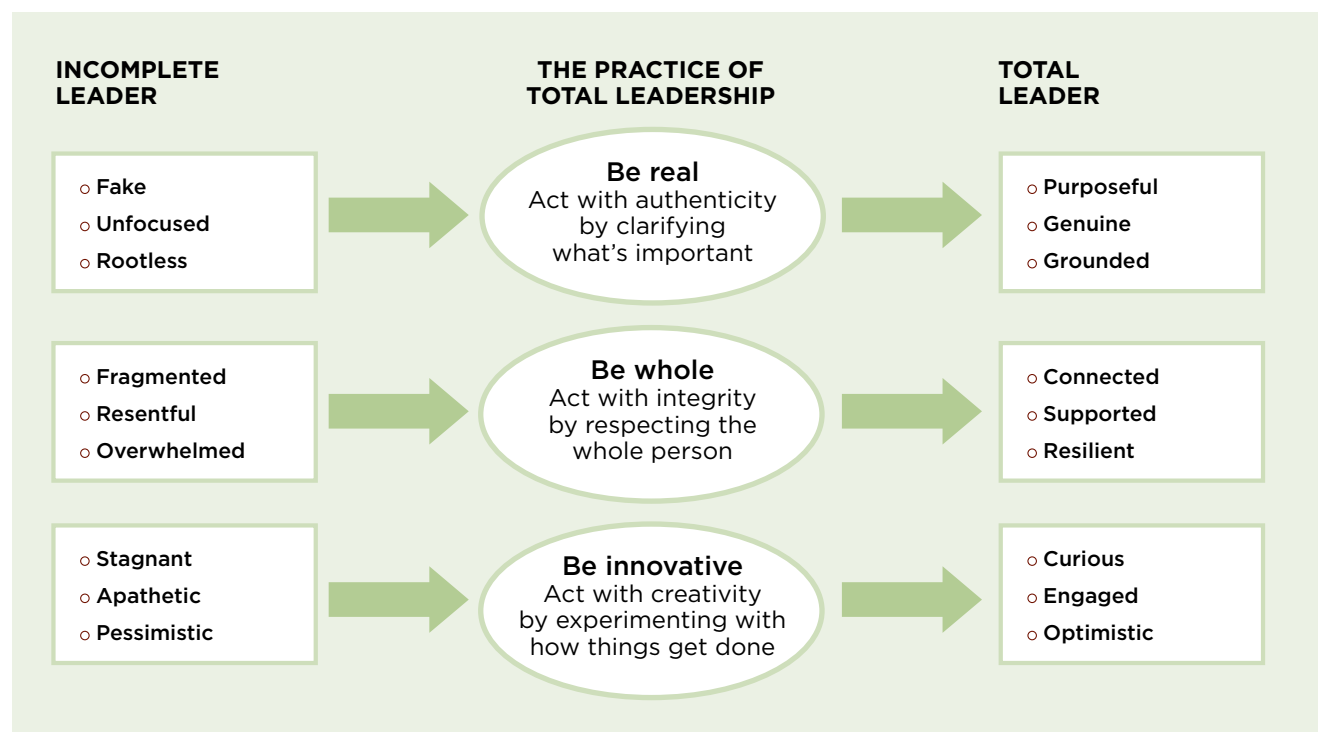 INCOMPLETE
LEADER
THE PRACTICE OF
TOTAL LEADERSHIP
TOTAL
LEADER
Fake
Unfocused
Rootless
Be real
Act with authenticity
by clarifying
what’s important
Purposeful
Genuine
Grounded
Fragmented
Resentful
Overwhelmed
Be whole
Act with integrity
by respecting the
whole person
Connected
Supported
Resilient
Stagnant
Apathetic
Pessimistic
Be innovative
Act with creativity
by experimenting with
how things get done
Curious
Engaged
Optimistic